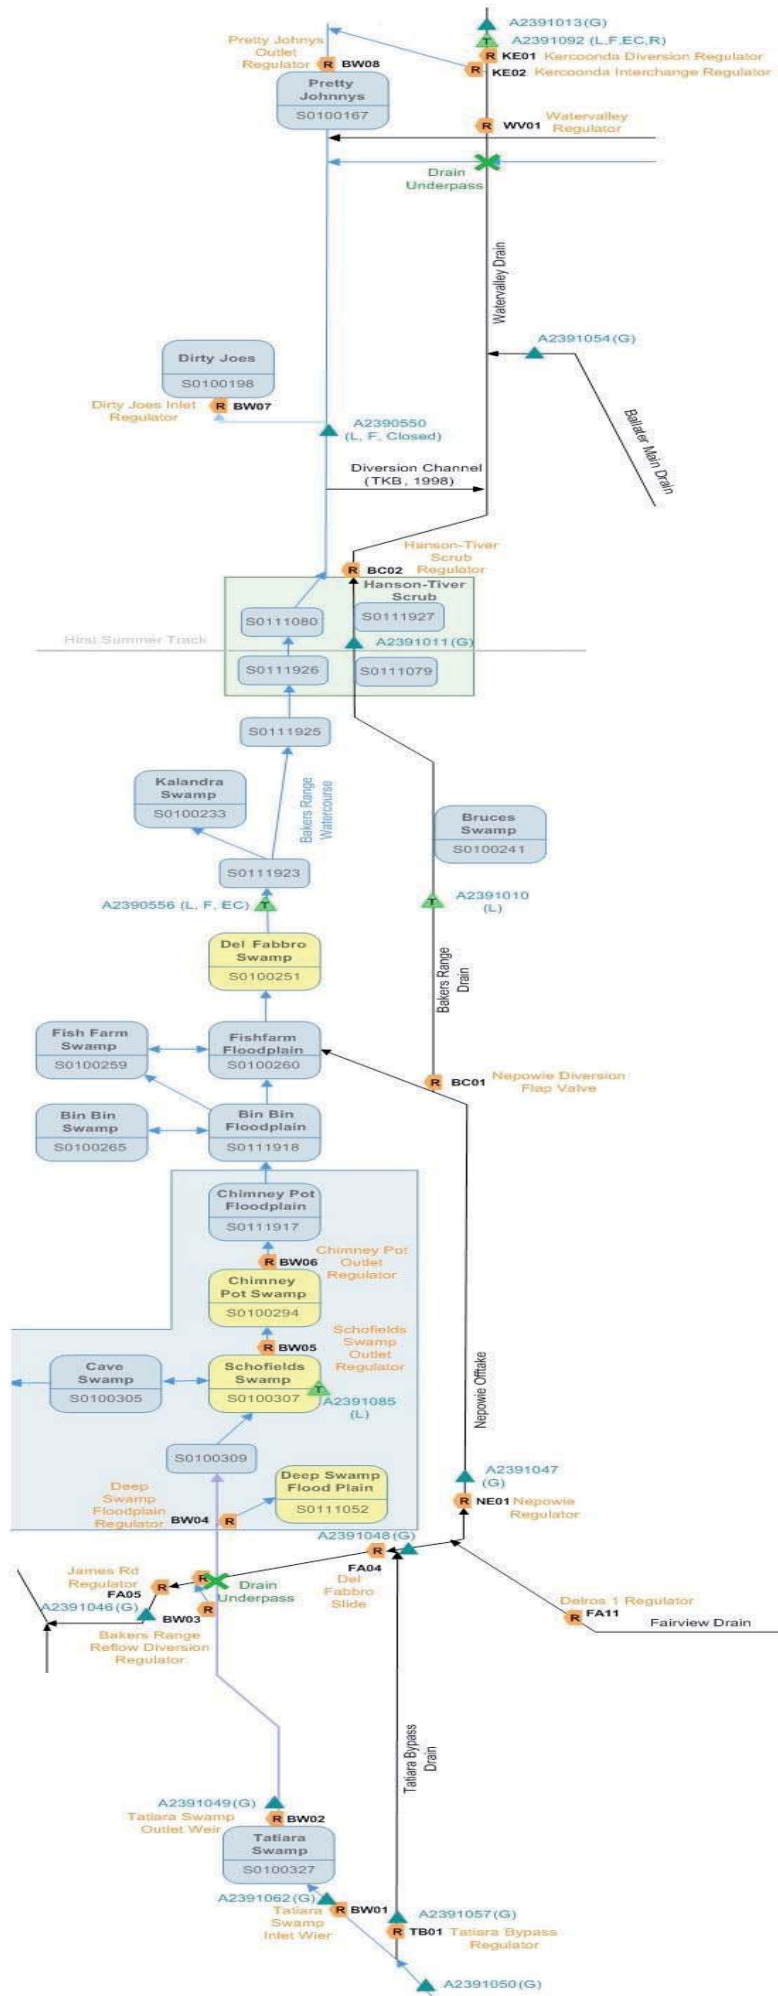 A2391013(G)
A2391092 (L,F,EC,R)
KE01 Kercoonda Diversion Regulator
KE02 Kercoonda Interchange Regulator
Pretty Johnys
Outlet
Regulator
BW08
Pretty
Johnnys
S0100167
WV01
Watervalley
Regulator
Drain
Underpass
Watervalley Drain
A2391054(G)
Ballater Main Drain
Dirty Joes
S0100198
Dirty Joes Inlet
Regulator
BW07
A2390550
(L, F, Closed)
Diversion Channel
(TKB, 1998)
Hanson-Tiver
Scrub
Regulator
BC02
Hanson-Tiver
Scrub
S0111080
S0111927
Hirst Summer Track
A2391011(G)
S0111926
S0111079
S0111925
Bakers Range
Watercourse
Kalandra
Swamp
S0100233
Bruces
Swamp
S0100241
S0111923
A2390556 (L, F, EC)
A2391010
(L)
Del Fabbro
Swamp
S0100251
Bakers Range
Drain
Fish Farm
Swamp
S0100259
Fishfarm
Floodplain
S0100260
BC01
Nepowie Diversion
Flap Valve
Bin Bin
Swamp
S0100265
Bin Bin
Floodplain
S0111918
Chimney Pot
Floodplain
S0111917
BW06
Chimney Pot
Outlet
Regulator
Chimney
Pot Swamp
S0100294
BW05
Schofields
Swamp
Outlet
Regulator
Cave
Swamp
S0100305
Schofields
Swamp
S0100307
A2391085
(L)
Nepowie Offtake
S0100309
Deep
Swamp
Floodplain
Regulator
BW04
Deep Swamp
Flood Plain
S0111052
A2391047
(G)
NE01 Nepowie
Regulator
A2391048(G)
FA04
Del
Fabbro
Slide
James Rd
Regulator
FA05
Drain
Underpass
A2391046(G)
BW03
Bakers Range
Reflow Diversion
Regulator
Delros 1 Regulator
FA11
Fairview Drain
Tatiara Bypass
Drain
A2391049(G)
Tatiara Swamp
Outlet Weir
BW02
Tatiara
Swamp
S0100327
A2391062(G)
BW01
Tatiara
Swamp
Inlet Wier
A2391057(G)
TB01 Tatiara Bypass
Regulator
A2391050(G)